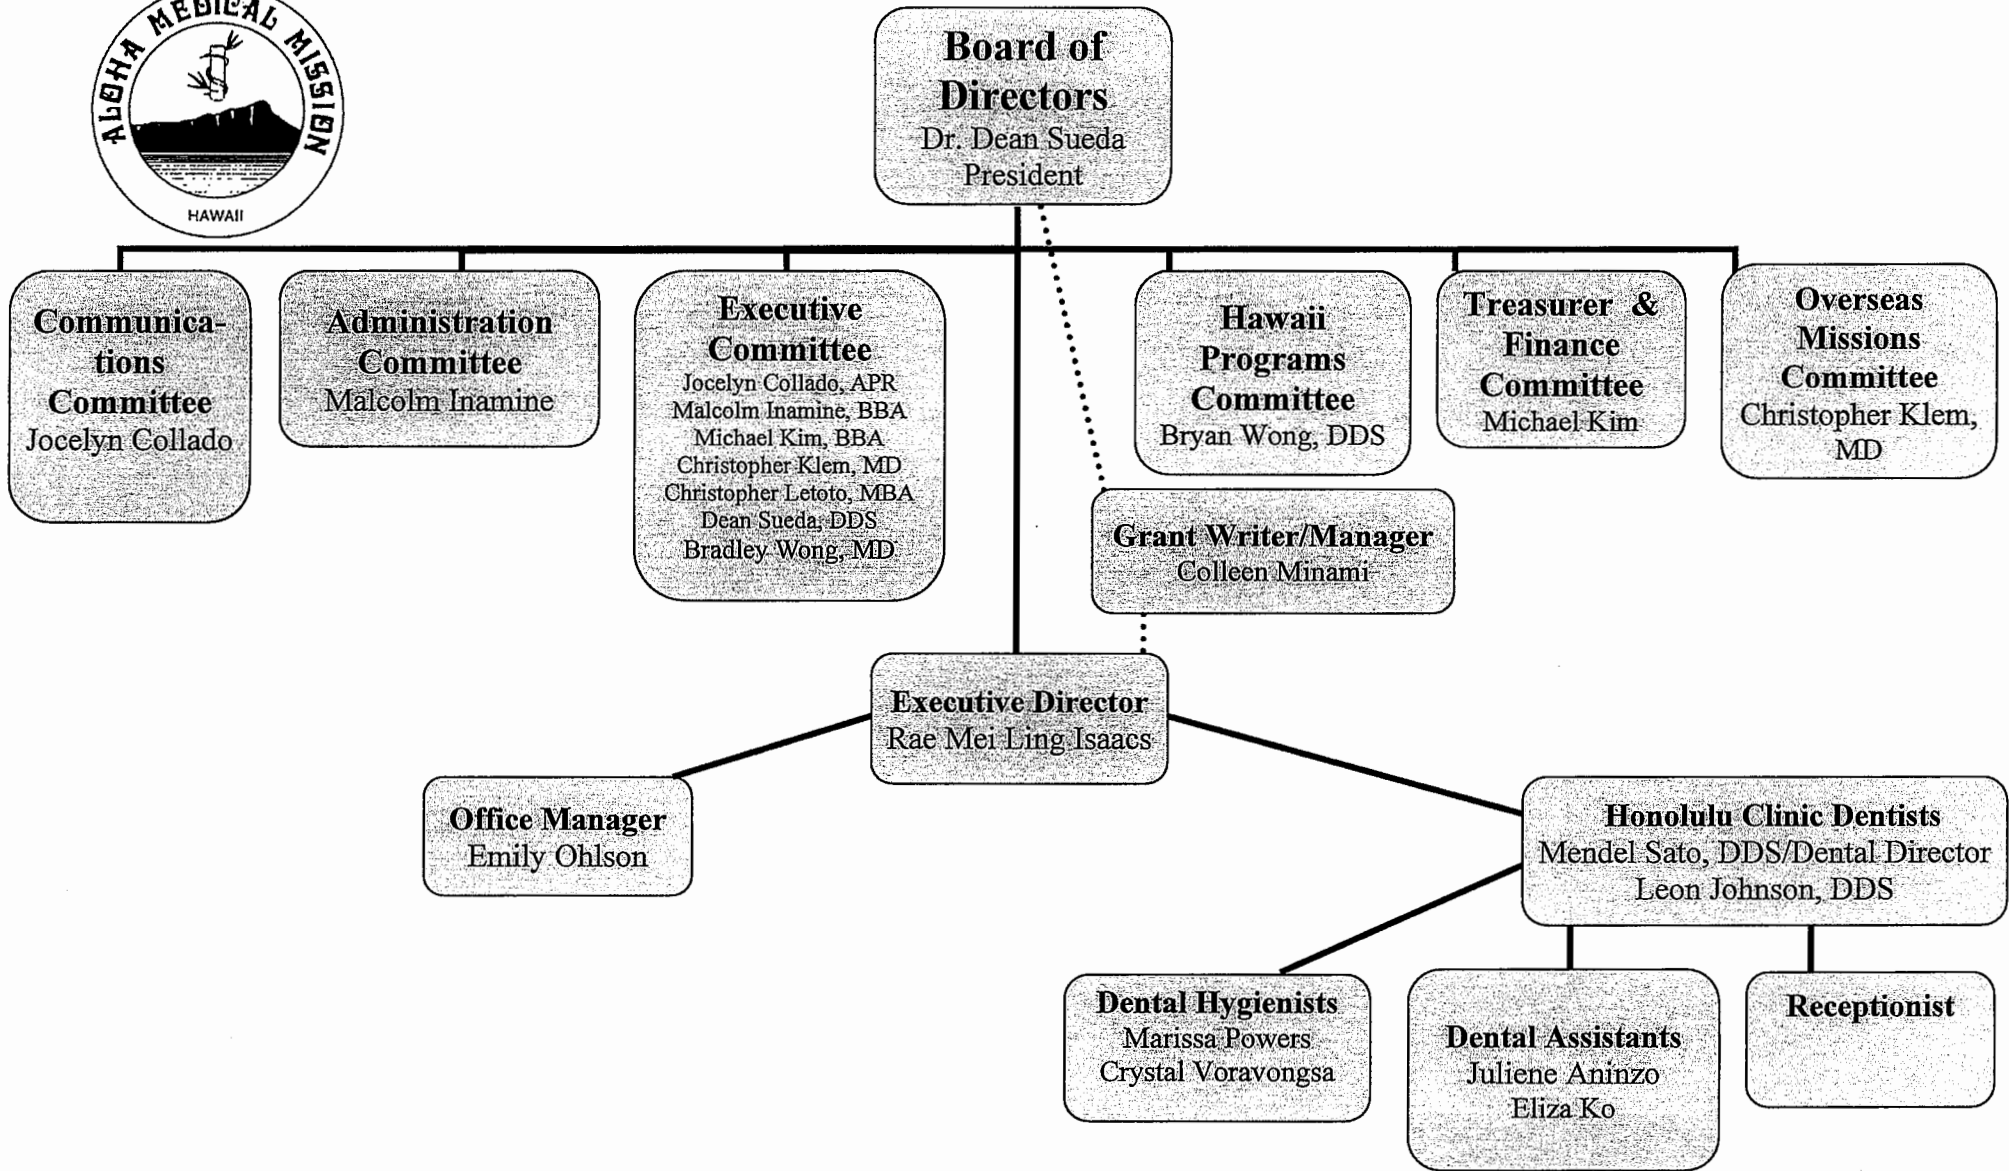 ALOHA MEDICAL MISSION
HAWAII
Board of
Directors
Dr. Dean Sueda
President
Communica-
tions
Committee
Jocelyn Collado
Administration
Committee
Malcolm Inamine
Executive
Committee
Jocelyn Collado, APR
Malcolm Inamine, BBA
Michael Kim, BBA
Christopher Klem, MD
Christopher Letoto, MBA
Dean Sueda, DDS
Bradley Wong, MD
Hawaii
Programs
Committee
Bryan Wong, DDS
Treasurer &
Finance
Committee
Michael Kim
Overseas
Missions
Committee
Christopher Klem,
MD
Grant Writer/Manager
Colleen Minami
Executive Director
Rae Mei Ling Isaacs
Office Manager
Emily Ohlson
Honolulu Clinic Dentists
Mendel Sato, DDS/Dental Director
Leon Johnson, DDS
Dental Hygienists
Marissa Powers
Crystal Voravongsa
Dental Assistants
Juliene Aninzo
Eliza Ko
Receptionist